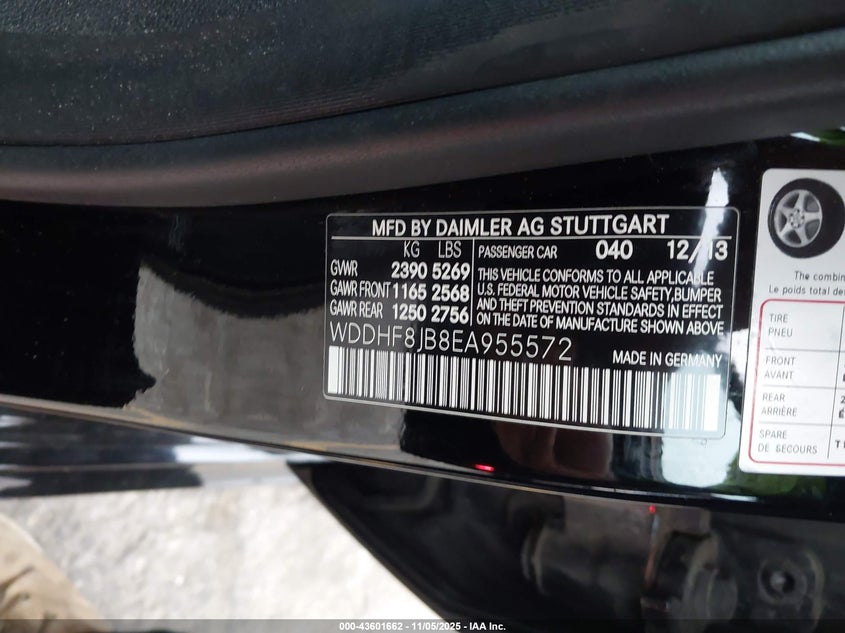 MFD BY DAIMLER AG STUTTGART
KG LBS
GVWR 2390 5269
GAWR FRONT 1165 2568
GAWR REAR 1250 2756
PASSENGER CAR 040 12/13
THIS VEHICLE CONFORMS TO ALL APPLICABLE
U.S. FEDERAL MOTOR VEHICLE SAFETY, BUMPER
AND THEFT PREVENTION STANDARDS IN EFFECT
ON THE DATE OF MANUFACTURE SHOWN ABOVE
WDDHF8JB8EA955572
MADE IN GERMANY
The combin
Le poids total de
TIRE
PNEU
FRONT
AVANT
REAR
ARRIÈRE
SPARE
DE SECOURS
000-43601662 - 11/05/2025 - IAA Inc.